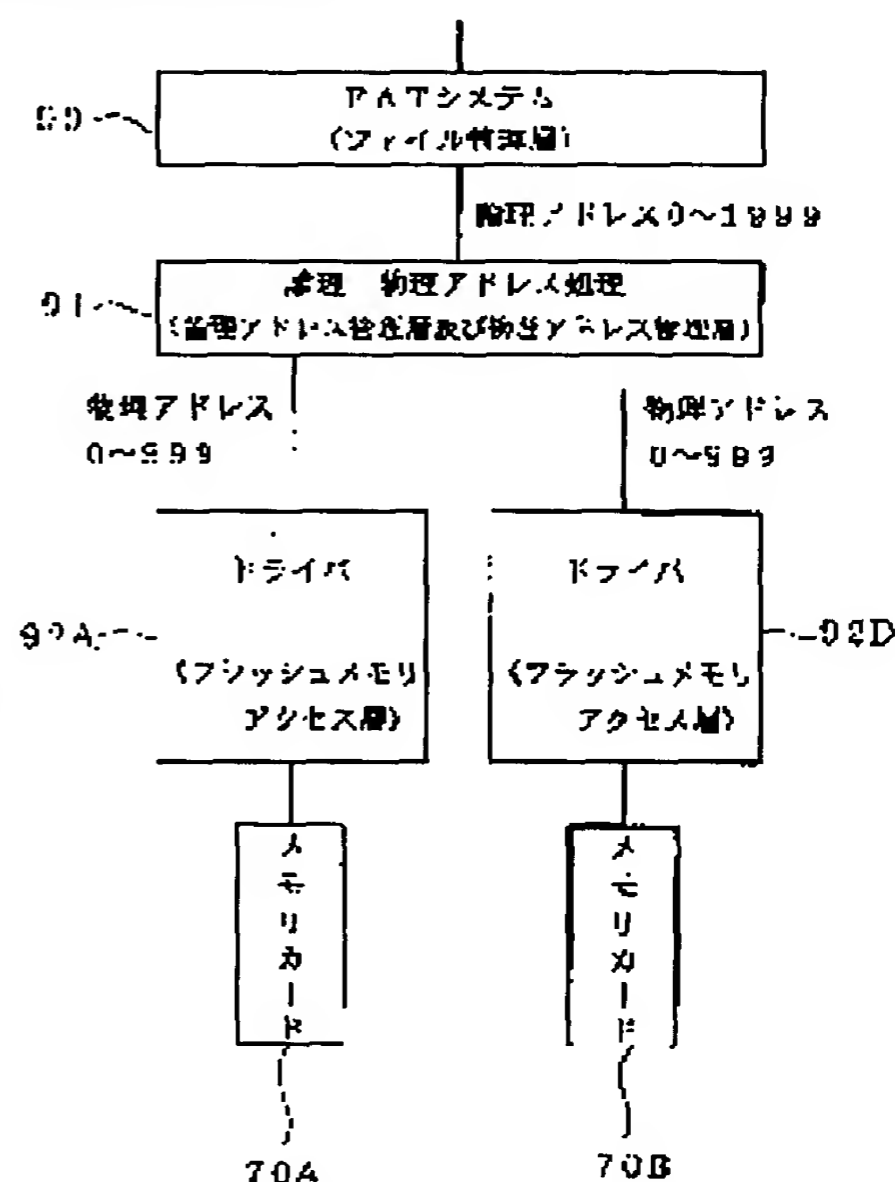 FATシステム
(ファイル管理層)
論理アドレス0~1999
91
論理 物理アドレス処理
(論理アドレス管理層及び物理アドレス管理層)
物理アドレス
0~999
物理アドレス
0~999
ドライバ
(フラッシュメモリ
アクセス層)
92A
ドライバ
(フラッシュメモリ
アクセス層)
メモリカード
メモリカード
70A
70B